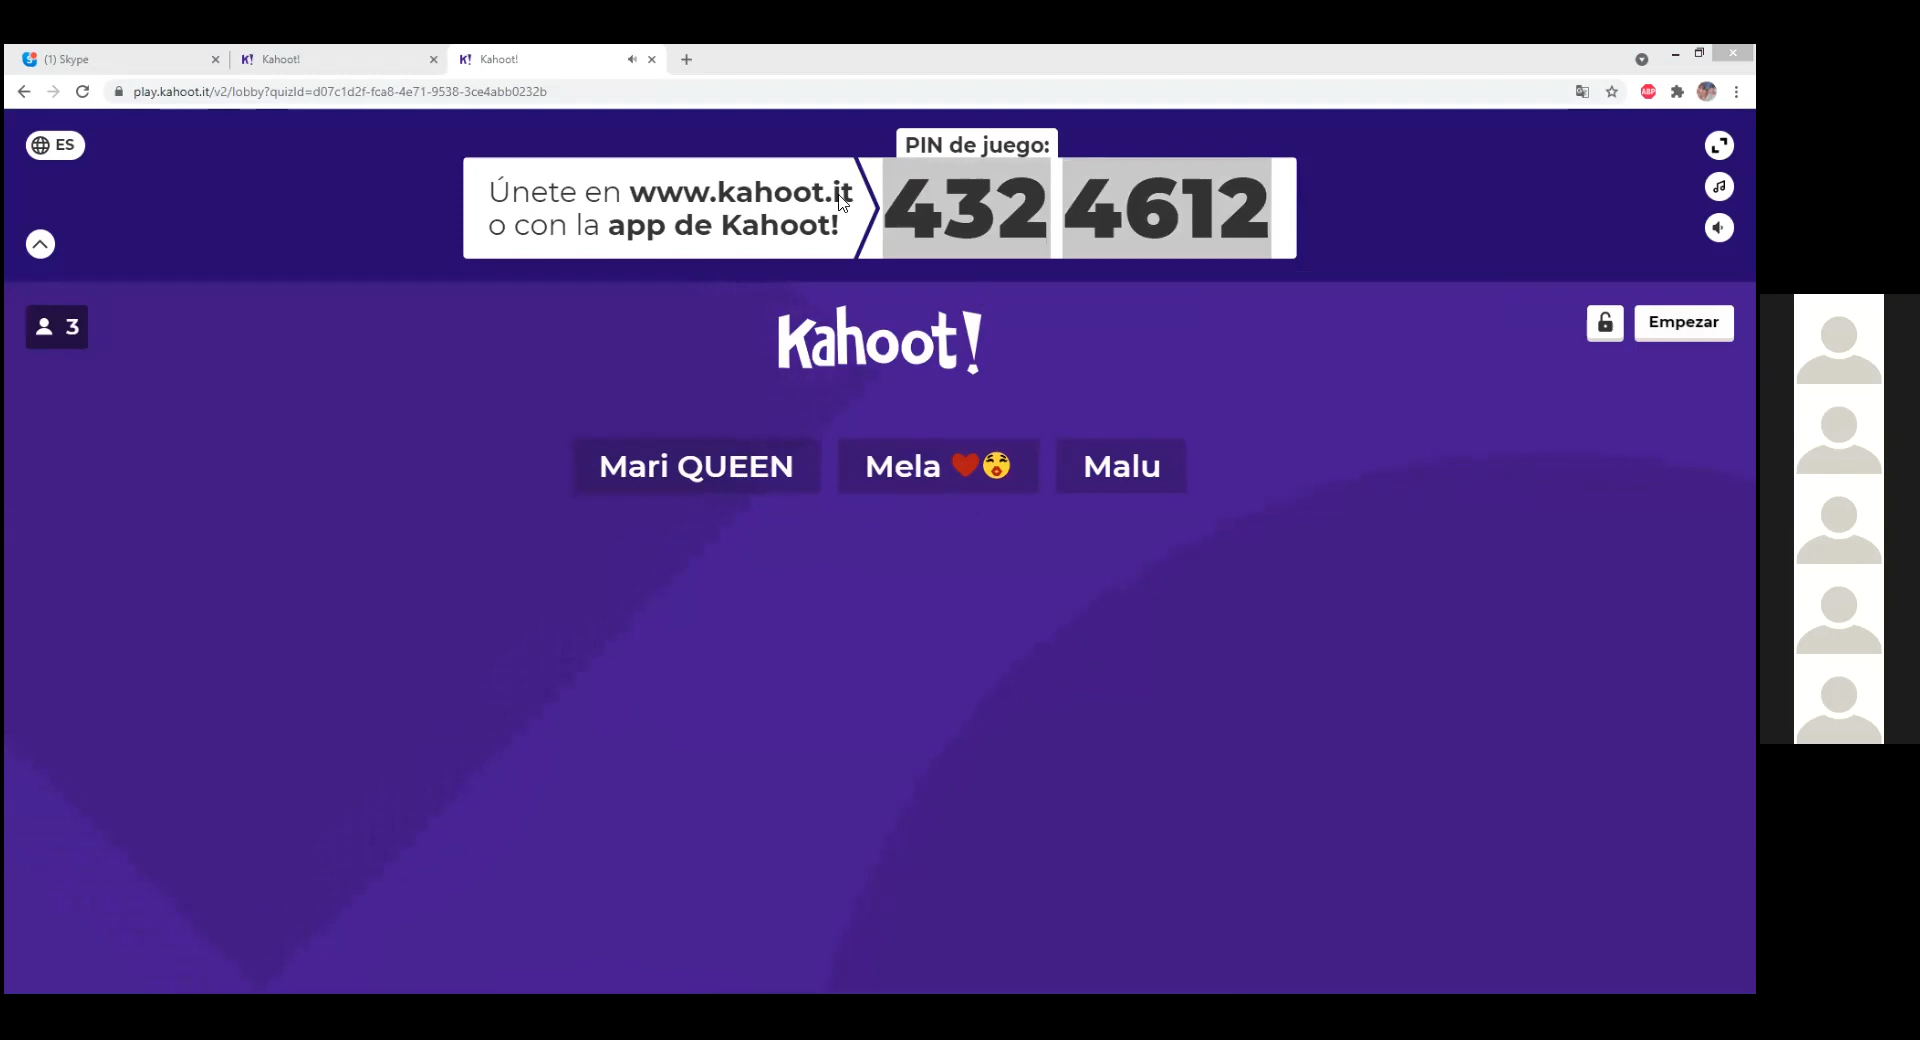 (1) Skype
Kahoot!
Kahoot!
play.kahoot.it/v2/lobby?quizId=d07c1d2f-fca8-4e71-9538-3ce4abb0232b
ABP
ES
PIN de juego:
Únete en www.kahoot.it
o con la app de Kahoot!
432 4612
3
Kahoot!
Empezar
Mari QUEEN
Mela ❤️😚
Malu